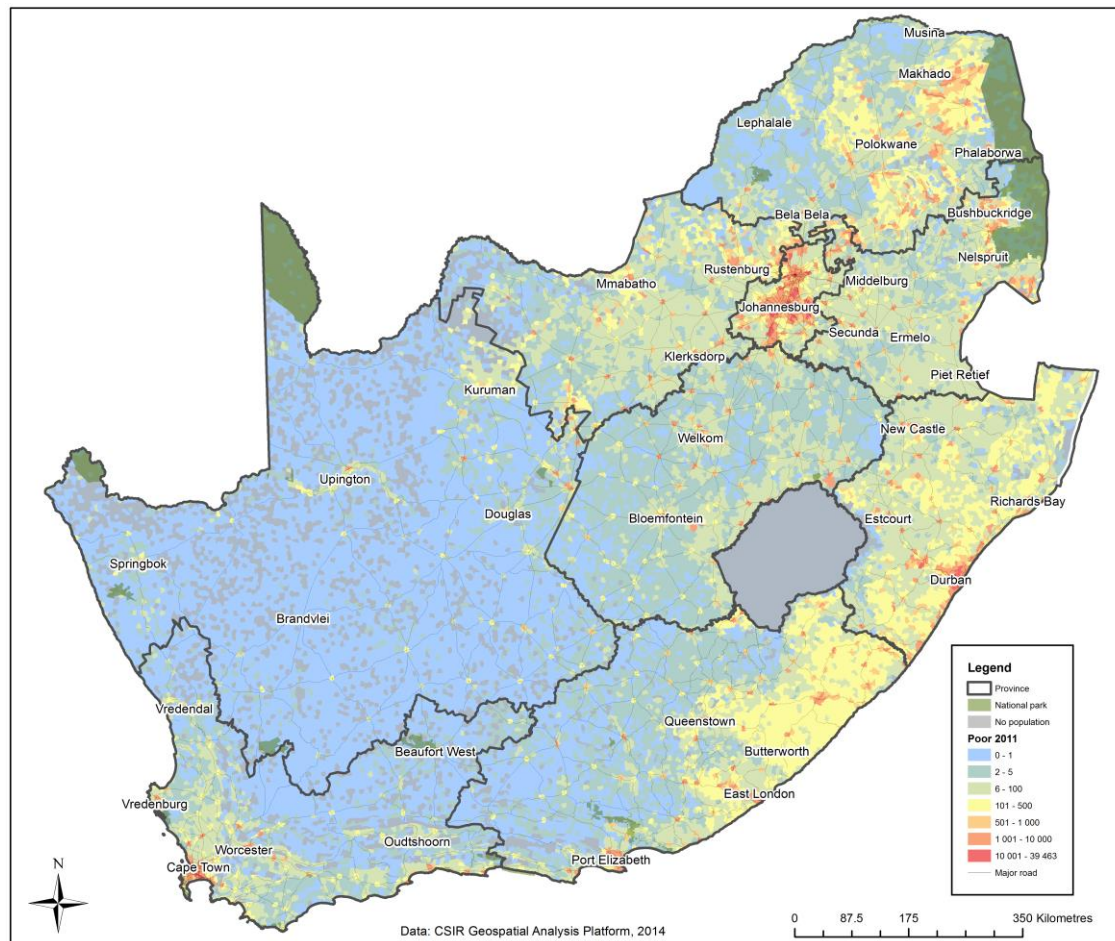 Musina
Makhado
Lephalale
Polokwane
Phalaborwa
Bela Bela
Bushbuckridge
Nelspruit
Rustenburg
Middelburg
Mmabatho
Johannesburg
Secunda
Ermelo
Klerksdorp
Piet Retief
Kuruman
New Castle
Welkom
Upington
Richards Bay
Douglas
Bloemfontein
Estcourt
Springbok
Durban
Brandvlei
Vredendal
Queenstown
Beaufort West
Butterworth
East London
Vredenburg
Oudtshoorn
Worcester
Port Elizabeth
Cape Town
Legend
Province
National park
No population
Poor 2011
0 - 1
2 - 5
6 - 100
101 - 500
501 - 1 000
1 001 - 10 000
10 001 - 39 463
Major road
N
Data: CSIR Geospatial Analysis Platform, 2014
0 87.5 175 350 Kilometres